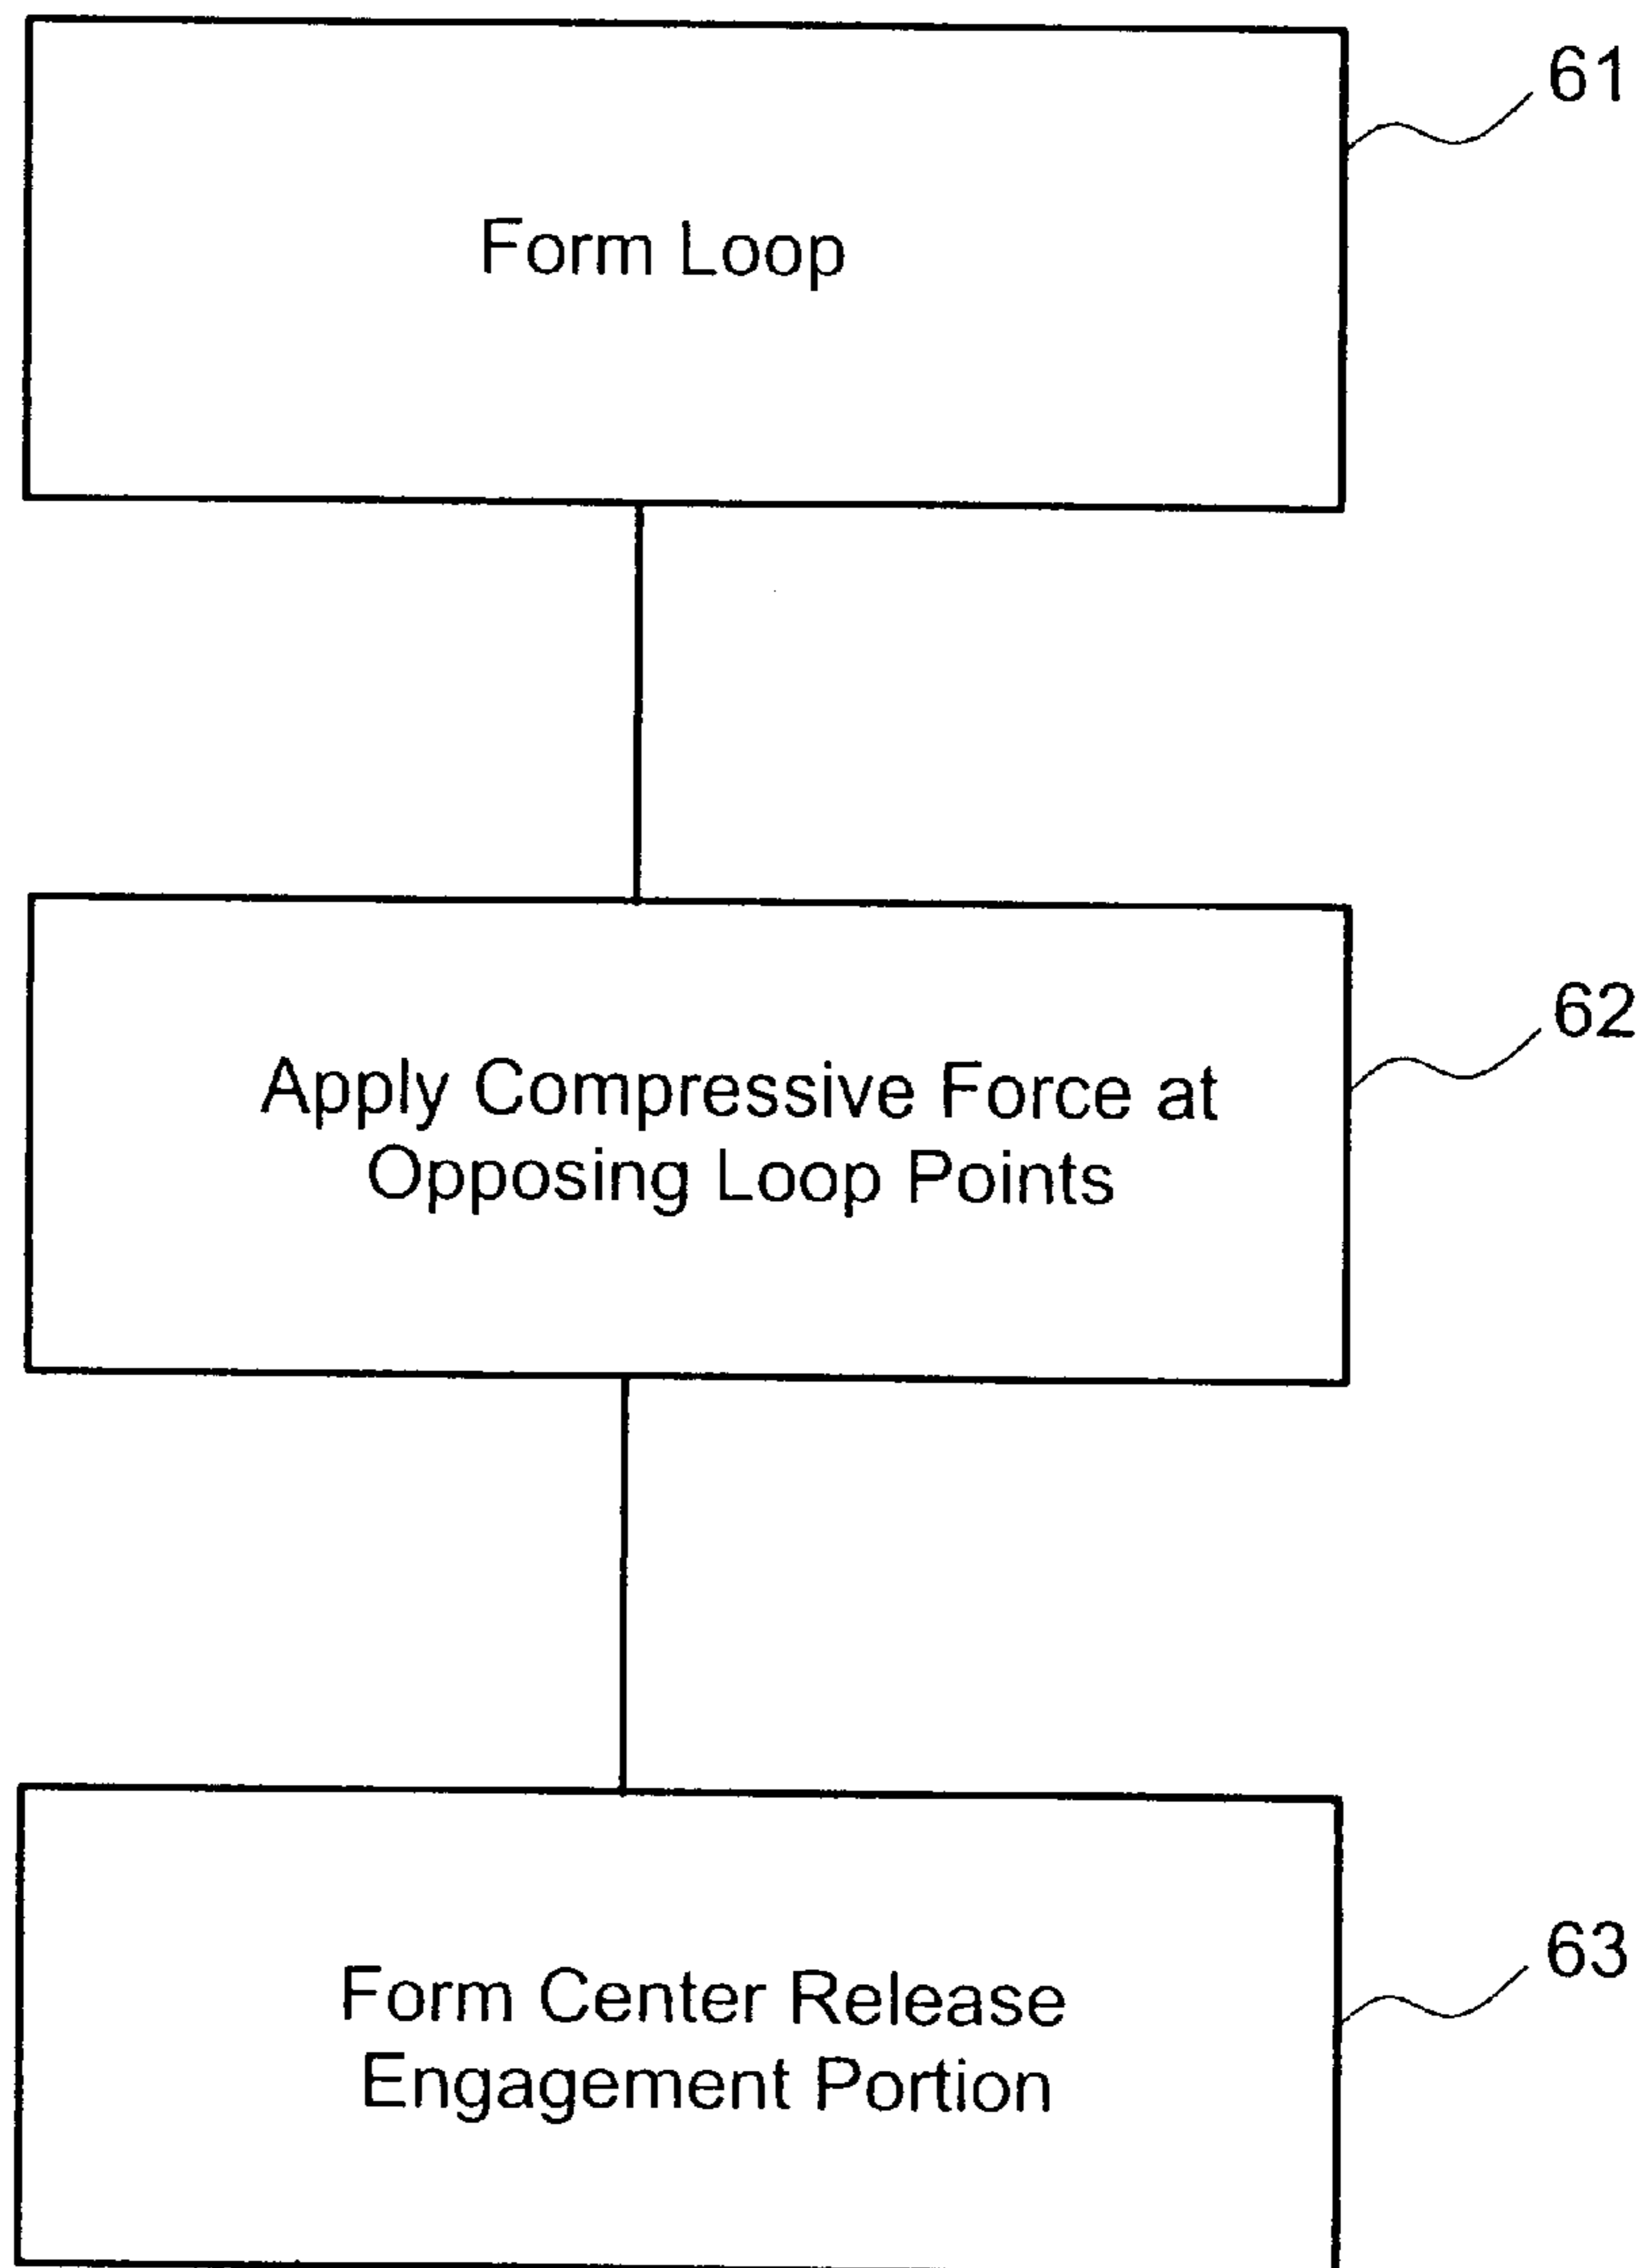 61
Form Loop
62
Apply Compressive Force at
Opposing Loop Points
63
Form Center Release
Engagement Portion